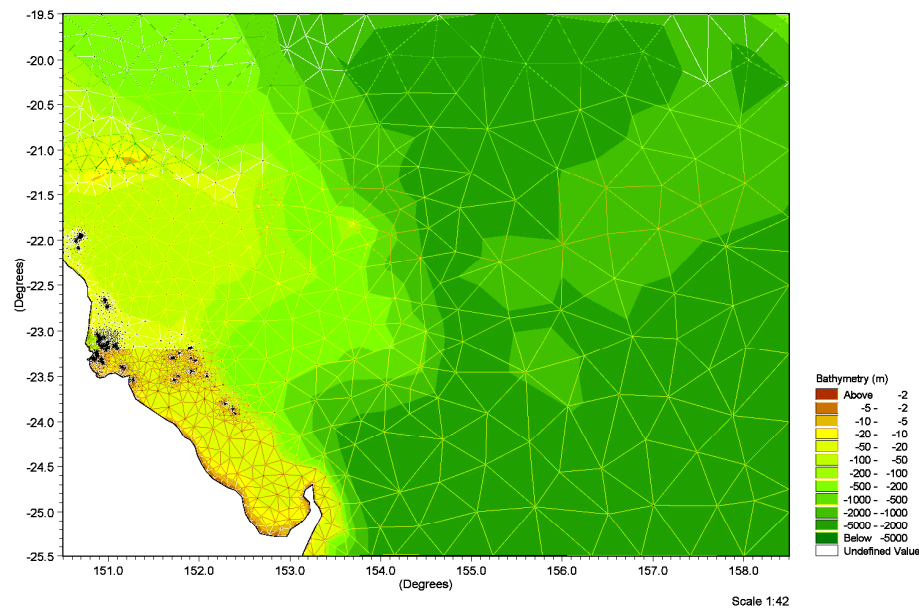 -19.5
-20.0
-20.5
-21.0
-21.5
-22.0
-22.5
-23.0
-23.5
-24.0
-24.5
-25.0
-25.5
(Degrees)
151.0 152.0 153.0 154.0 155.0 156.0 157.0 158.0
(Degrees)
Scale 1:42
Bathymetry (m)
Above -2
-5 - -2
-10 - -5
-20 - -10
-50 - -20
-100 - -50
-200 - -100
-500 - -200
-1000 - -500
-2000 - -1000
-5000 - -2000
Below -5000
Undefined Value